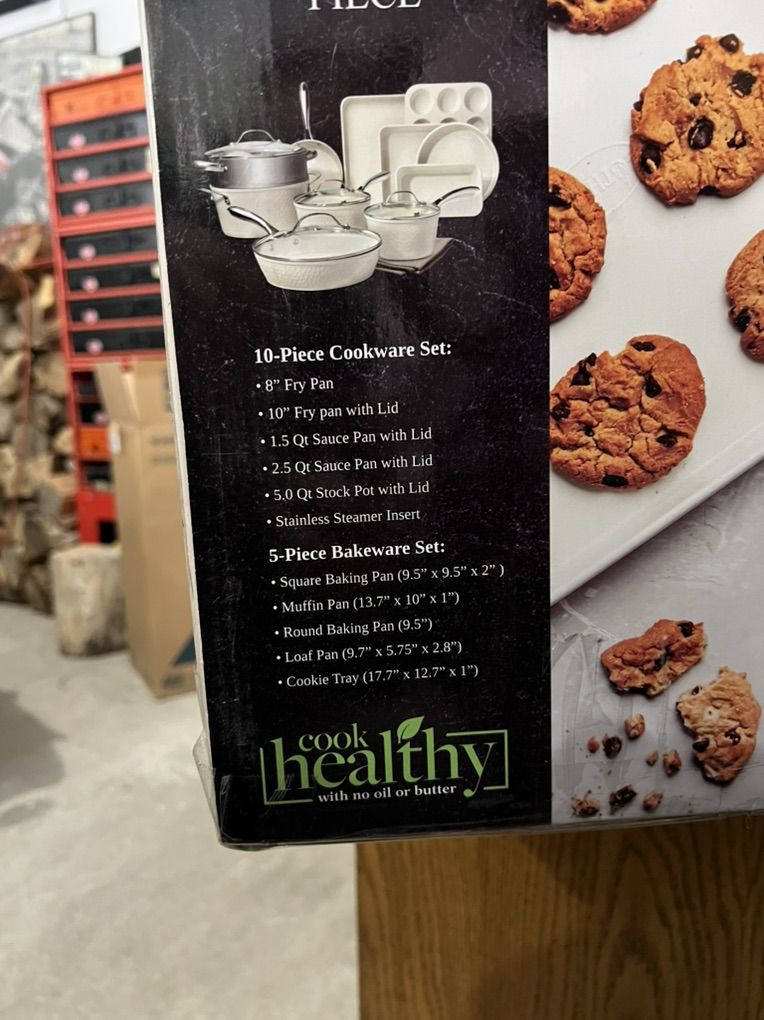 PIECE
10-Piece Cookware Set:
• 8” Fry Pan
• 10” Fry pan with Lid
• 1.5 Qt Sauce Pan with Lid
• 2.5 Qt Sauce Pan with Lid
• 5.0 Qt Stock Pot with Lid
• Stainless Steamer Insert
5-Piece Bakeware Set:
• Square Baking Pan (9.5” x 9.5” x 2” )
• Muffin Pan (13.7” x 10” x 1”)
• Round Baking Pan (9.5”)
• Loaf Pan (9.7” x 5.75” x 2.8”)
• Cookie Tray (17.7” x 12.7” x 1”)
cook
healthy
with no oil or butter